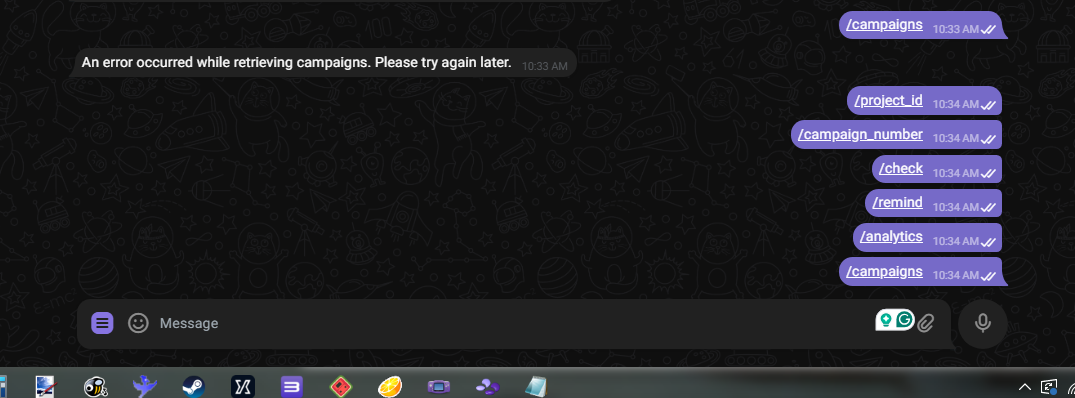 /campaigns 10:33 AM
An error occurred while retrieving campaigns. Please try again later. 10:33 AM
/project_id 10:34 AM
/campaign_number 10:34 AM
/check 10:34 AM
/remind 10:34 AM
/analytics 10:34 AM
/campaigns 10:34 AM
Message